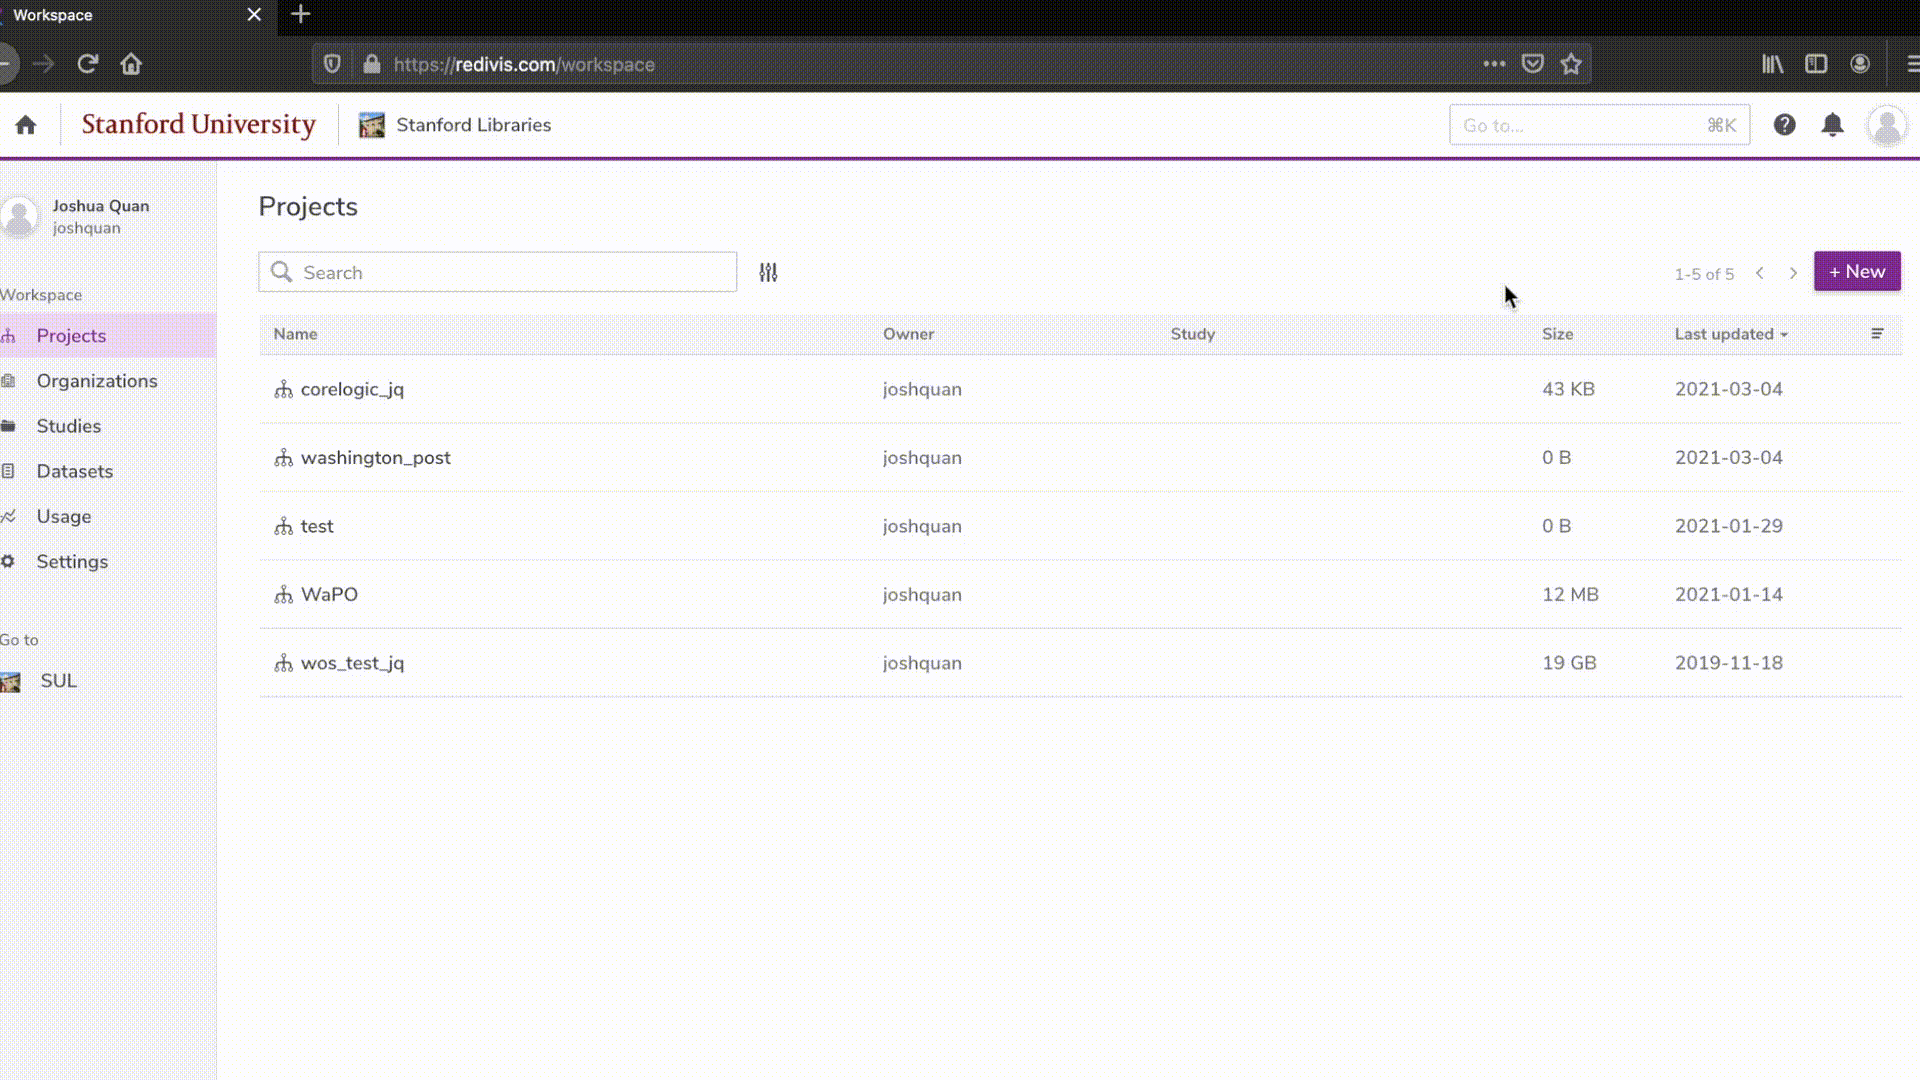 Workspace
https://redivis.com/workspace
Stanford University
Stanford Libraries
Go to... ⌘K
Joshua Quan
joshquan
Workspace
Projects
Organizations
Studies
Datasets
Usage
Settings
Go to
SUL
Projects
Search
1-5 of 5
+ New
Name Owner Study Size Last updated
corelogic_jq joshquan 43 KB 2021-03-04
washington_post joshquan 0 B 2021-03-04
test joshquan 0 B 2021-01-29
WaPO joshquan 12 MB 2021-01-14
wos_test_jq joshquan 19 GB 2019-11-18